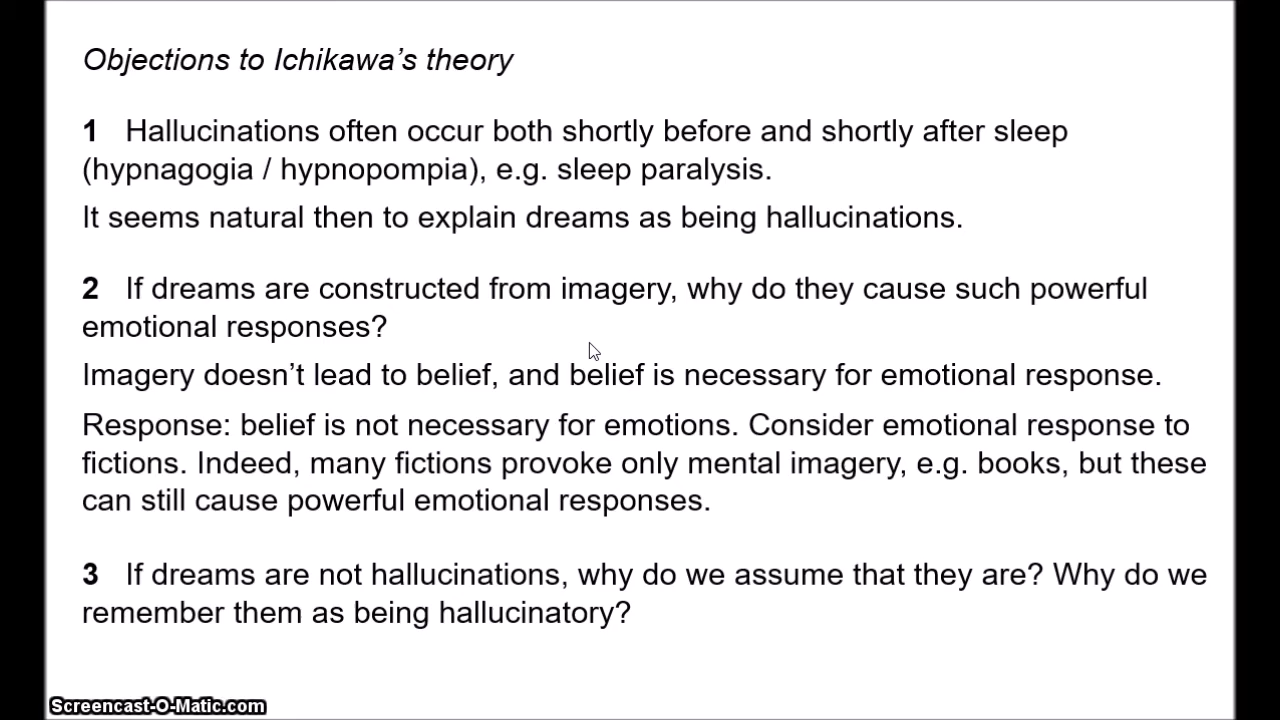 Objections to Ichikawa’s theory
1 Hallucinations often occur both shortly before and shortly after sleep
(hypnagogia / hypnopompia), e.g. sleep paralysis.
It seems natural then to explain dreams as being hallucinations.
2 If dreams are constructed from imagery, why do they cause such powerful
emotional responses?
Imagery doesn’t lead to belief, and belief is necessary for emotional response.
Response: belief is not necessary for emotions. Consider emotional response to
fictions. Indeed, many fictions provoke only mental imagery, e.g. books, but these
can still cause powerful emotional responses.
3 If dreams are not hallucinations, why do we assume that they are? Why do we
remember them as being hallucinatory?
Screencast-O-Matic.com